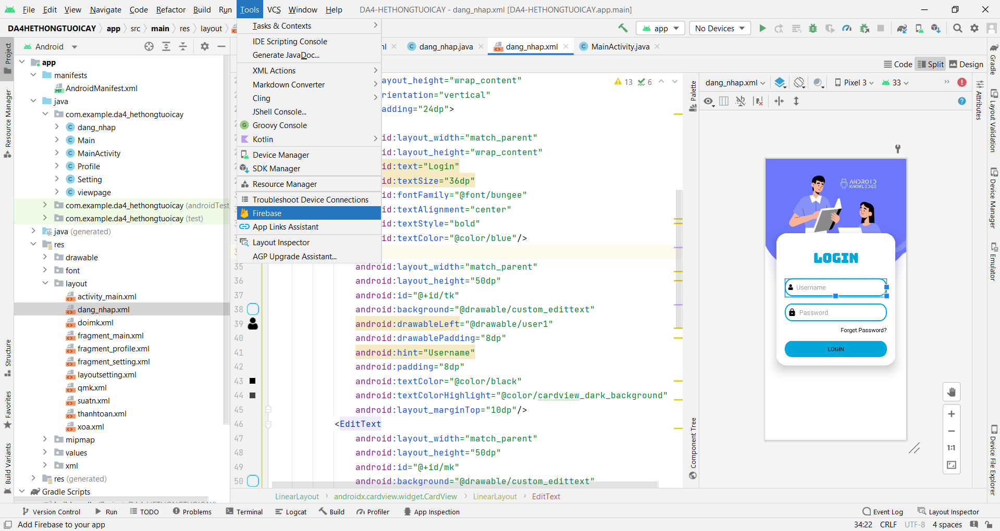 File Edit View Navigate Code Refactor Build Run Tools VCS Window Help DA4-HETHONGTUOICAY - dang_nhap.xml [DA4-HETHONGTUOICAY.app.main]
DA4HETHONGTUOICAY app src main res layout
app No Devices
Android
dang_nhap.java dang_nhap.xml MainActivity.java
Code Split Design
Project
Resource Manager
Structure
Favorites
Build Variants
app
manifests
AndroidManifest.xml
java
com.example.da4_hethongtuoicay
dang_nhap
Main
MainActivity
Profile
Setting
viewpage
com.example.da4_hethongtuoicay (androidTest
com.example.da4_hethongtuoicay (test)
java (generated)
res
drawable
font
layout
activity_main.xml
dang_nhap.xml
doimk.xml
fragment_main.xml
fragment_profile.xml
fragment_setting.xml
layoutsetting.xml
qmk.xml
suatn.xml
thanhtoan.xml
xoa.xml
mipmap
values
xml
res (generated)
Gradle Scripts
Tasks & Contexts
IDE Scripting Console
Generate JavaDoc...
XML Actions
Markdown Converter
Cling
JShell Console...
Groovy Console
Kotlin
Device Manager
SDK Manager
Resource Manager
Troubleshoot Device Connections
Firebase
App Links Assistant
Layout Inspector
AGP Upgrade Assistant...
ayout_height="wrap_content"
rientation="vertical"
adding="24dp">
id:layout_width="match_parent"
id:layout_height="wrap_content"
id:text="Login"
id:textSize="36dp"
id:fontFamily="@font/bungee"
id:textAlignment="center"
id:textStyle="bold"
id:textColor="@color/blue"/>
35 android:layout_width="match_parent"
36 android:layout_height="50dp"
37 android:id="@+id/tk"
38 android:background="@drawable/custom_edittext"
39 android:drawableLeft="@drawable/user1"
40 android:drawablePadding="8dp"
41 android:hint="Username"
42 android:padding="8dp"
43 android:textColor="@color/black"
44 android:textColorHighlight="@color/cardview_dark_background"
45 android:layout_marginTop="10dp"/>
46 <EditText
47 android:layout_width="match_parent"
48 android:layout_height="50dp"
49 android:id="@+id/mk"
50 android:background="@drawable/custom_edittext"
13 6
LinearLayout androidx.cardview.widget.CardView LinearLayout EditText
Palette
Component Tree
dang_nhap.xml Pixel 3 33
ANDROID
KNOWLEDGE
LOGIN
Username
Password
Forget Password?
LOGIN
1:1
Attributes
Gradle
Layout Validation
Device Manager
Emulator
Device File Explorer
Version Control Run TODO Problems Terminal Logcat Build Profiler App Inspection Event Log Layout Inspector
Add Firebase to your app 34:22 CRLF UTF-8 4 spaces